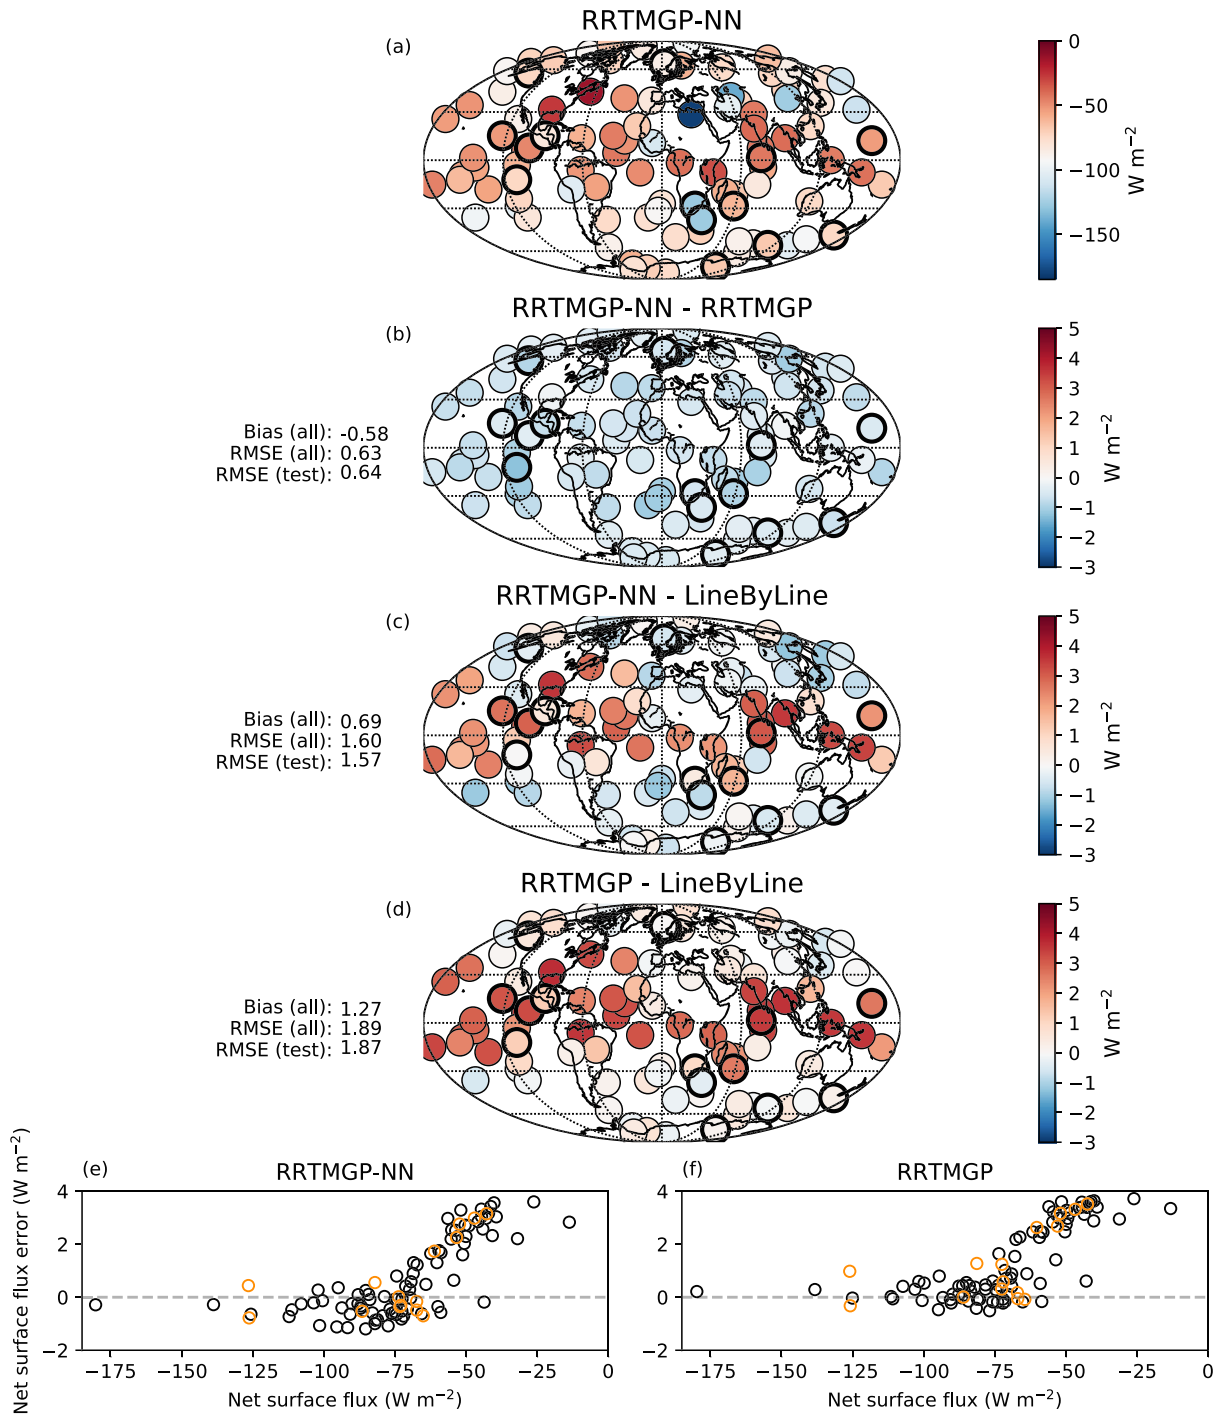 RRTMGP-NN
(a)
0
−50
−100
−150
W m−2
RRTMGP-NN - RRTMGP
(b)
Bias (all): -0.58
RMSE (all): 0.63
RMSE (test): 0.64
5
4
3
2
1
0
−1
−2
−3
W m−2
RRTMGP-NN - LineByLine
(c)
Bias (all): 0.69
RMSE (all): 1.60
RMSE (test): 1.57
5
4
3
2
1
0
−1
−2
−3
W m−2
RRTMGP - LineByLine
(d)
Bias (all): 1.27
RMSE (all): 1.89
RMSE (test): 1.87
5
4
3
2
1
0
−1
−2
−3
W m−2
(e)
RRTMGP-NN
Net surface flux error (W m−2)
4
2
0
−2
−175 −150 −125 −100 −75 −50 −25 0
Net surface flux (W m−2)
(f)
RRTMGP
4
2
0
−2
−175 −150 −125 −100 −75 −50 −25 0
Net surface flux (W m−2)